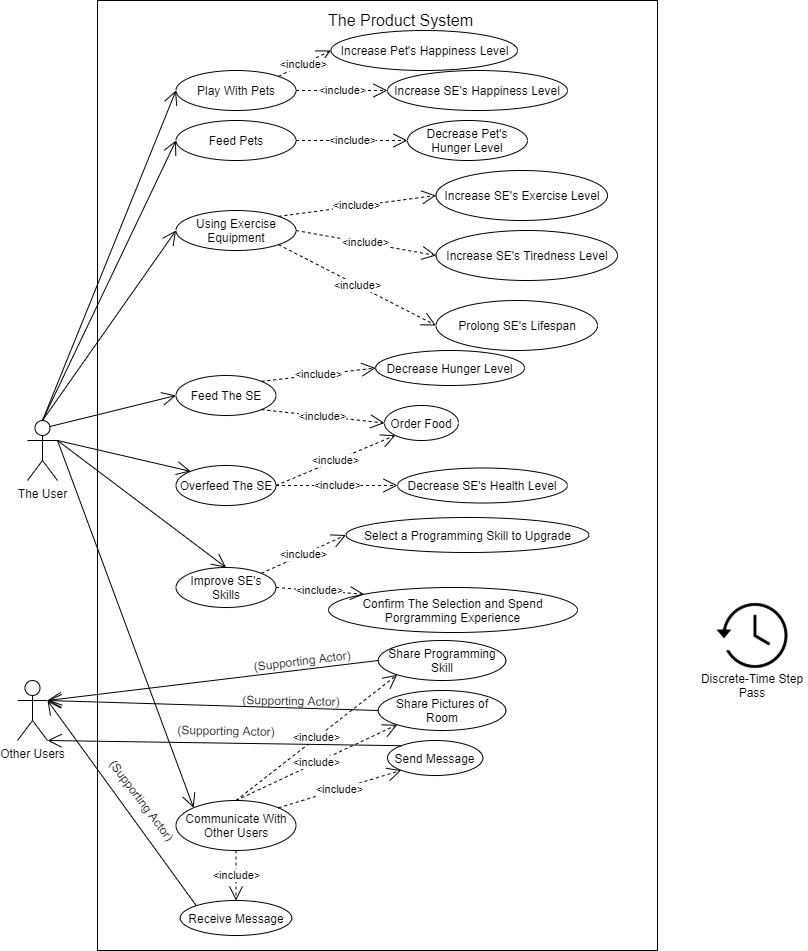 The Product System
Increase Pet's Happiness Level
<include>
Play With Pets
<include>
Increase SE's Happiness Level
Feed Pets
<include>
Decrease Pet's
Hunger Level
Increase SE's Exercise Level
<include>
Using Exercise
Equipment
<include>
Increase SE's Tiredness Level
<include>
Prolong SE's Lifespan
Decrease Hunger Level
<include>
Feed The SE
<include>
Order Food
The User
<include>
Overfeed The SE
<include>
Decrease SE's Health Level
Select a Programming Skill to Upgrade
<include>
Improve SE's
Skills
<include>
Confirm The Selection and Spend
Porgramming Experience
Discrete-Time Step
Pass
(Supporting Actor)
Share Programming
Skill
(Supporting Actor)
Share Pictures of
Room
(Supporting Actor)
<include>
Other Users
Send Message
<include>
(Supporting Actor)
<include>
Communicate With
Other Users
<include>
Receive Message